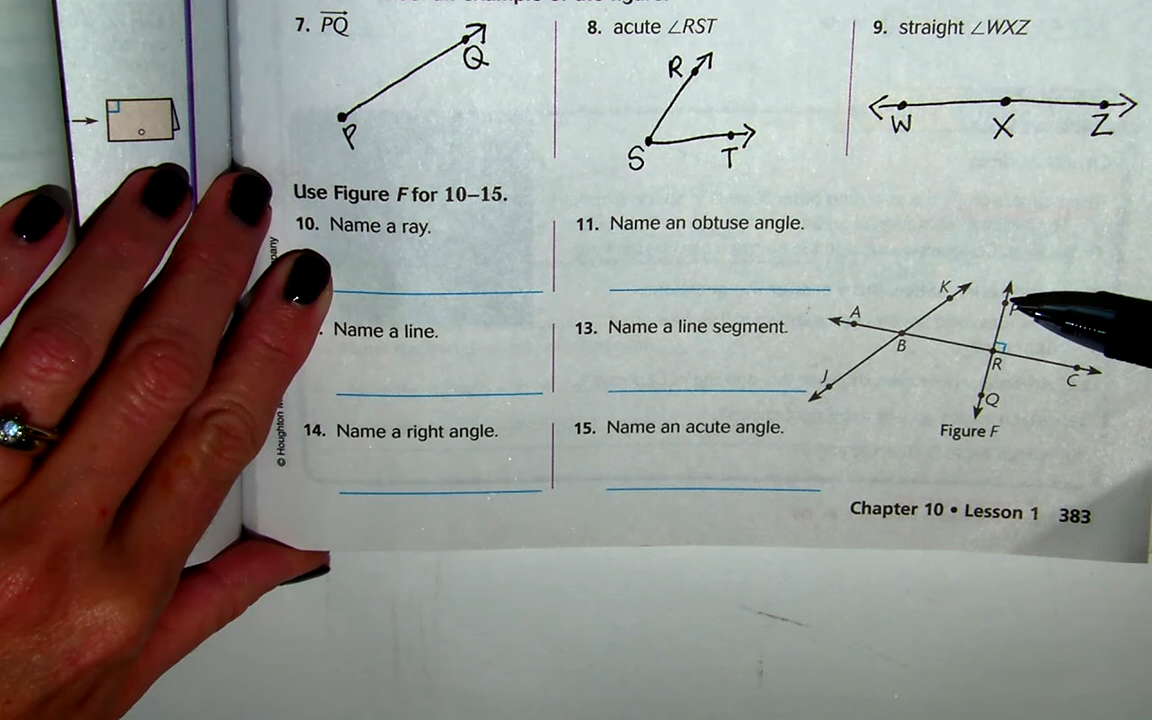 7. PQ
Q
P
8. acute ∠RST
R
S
T
9. straight ∠WXZ
W X Z
Use Figure F for 10–15.
10. Name a ray.
11. Name an obtuse angle.
. Name a line.
13. Name a line segment.
14. Name a right angle.
15. Name an acute angle.
K
A
B
R
J
C
Q
Figure F
Chapter 10 • Lesson 1 383
© Houghton
pany